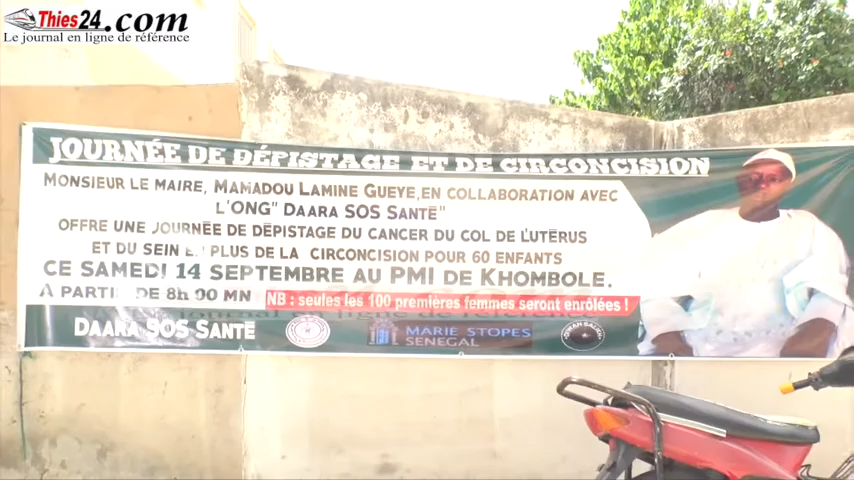 Thies24.com
Le journal en ligne de référence
JOURNÉE DE DÉPISTAGE ET DE CIRCONCISION
MONSIEUR LE MAIRE, MAMADOU LAMINE GUEYE, EN COLLABORATION AVEC
L'ONG" DAARA SOS SANTÉ"
OFFRE UNE JOURNÉE DE DÉPISTAGE DU CANCER DU COL DE L'UTÉRUS
ET DU SEIN EN PLUS DE LA CIRCONCISION POUR 60 ENFANTS
CE SAMEDI 14 SEPTEMBRE AU PMI DE KHOMBOLE.
A PARTIR DE 8H 00 MN
NB : seules les 100 premières femmes seront enrôlées !
DAARA SOS SANTÉ
MARIE STOPES
SENEGAL